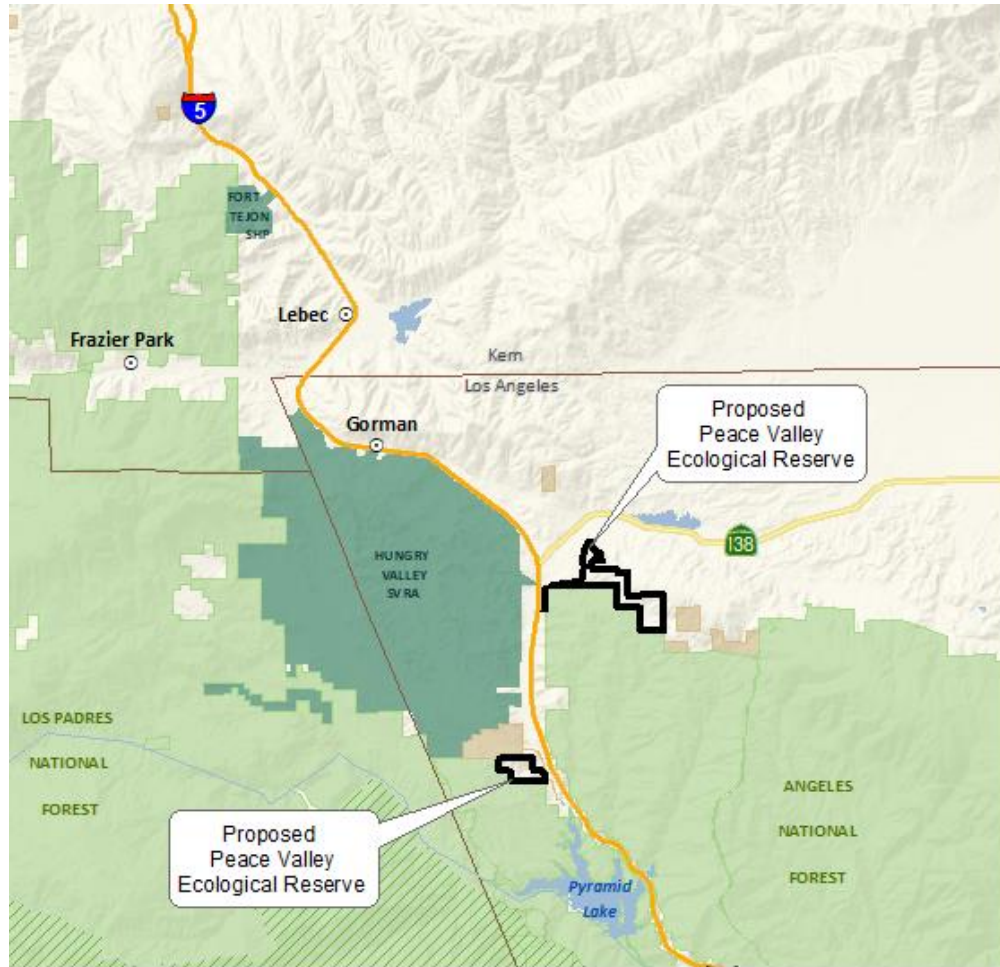 5
FORT
TEJON
SHP
Lebec
Frazier Park
Kern
Los Angeles
Gorman
Proposed
Peace Valley
Ecological Reserve
138
HUNGRY
VALLEY
SVRA
LOS PADRES
NATIONAL
FOREST
ANGELES
NATIONAL
FOREST
Proposed
Peace Valley
Ecological Reserve
Pyramid
Lake